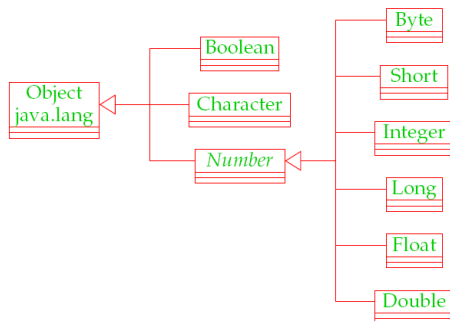 Object
java.lang
Boolean
Character
Number
Byte
Short
Integer
Long
Float
Double